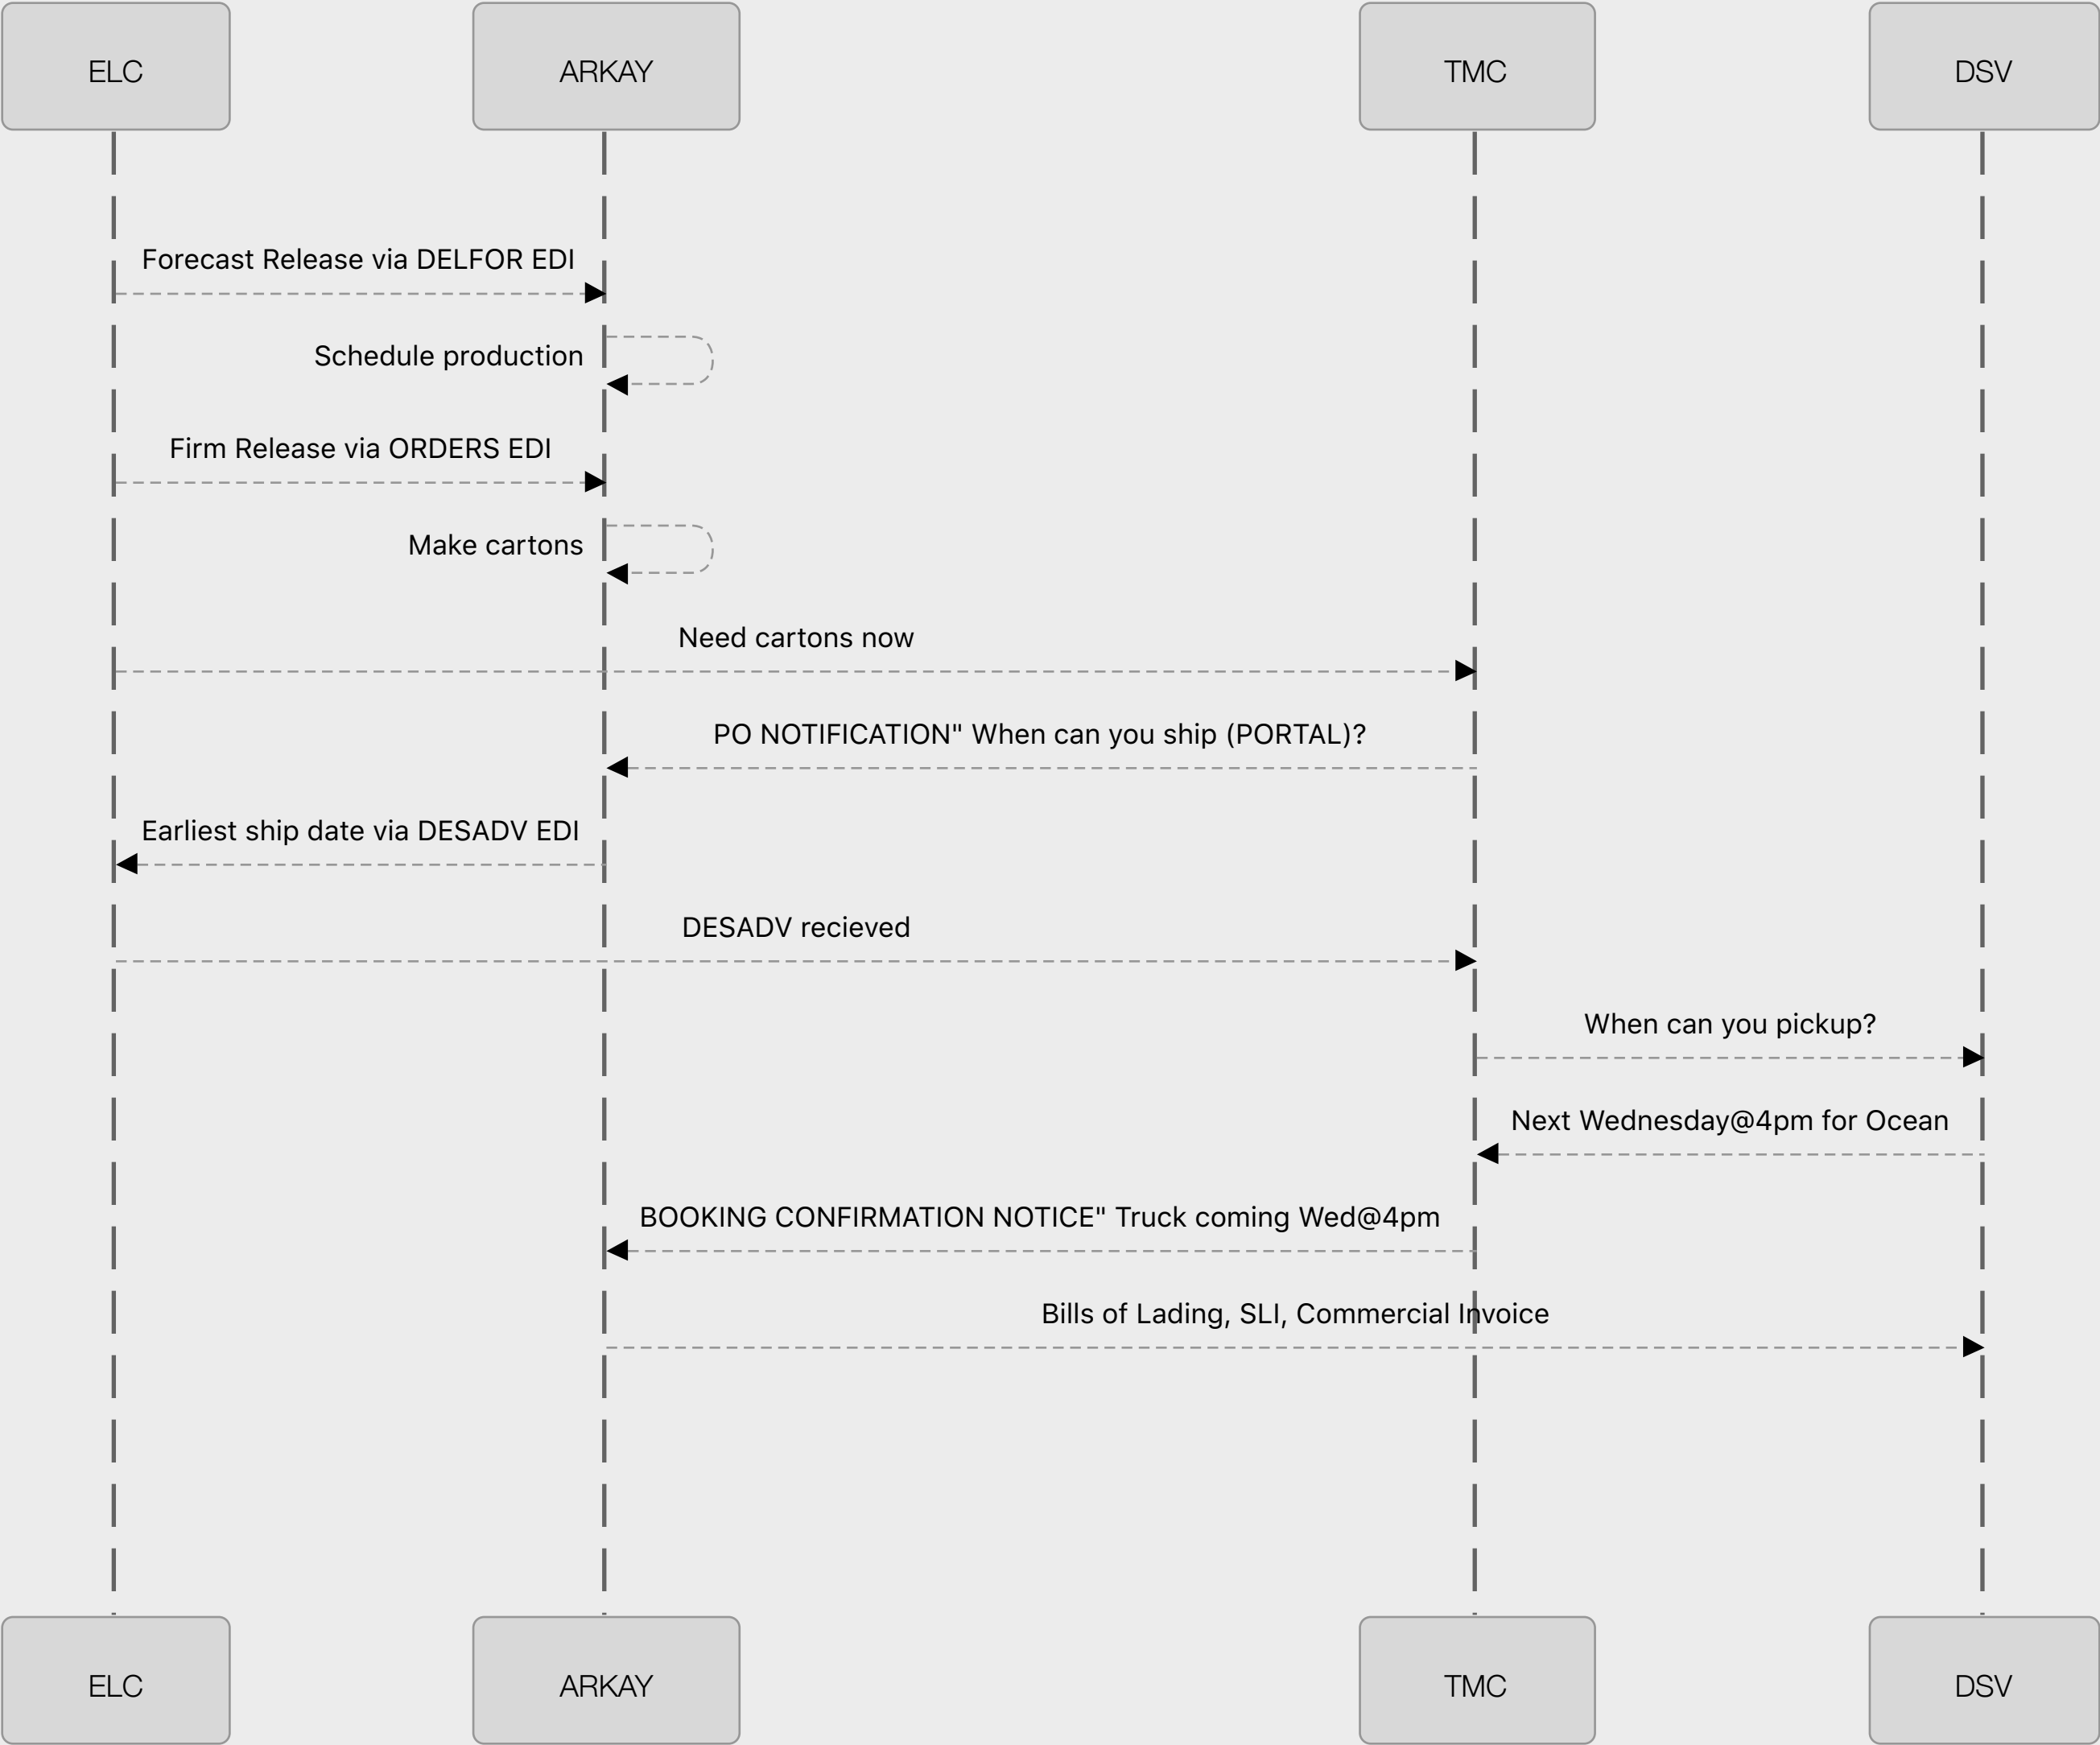 ELC
ARKAY
TMC
DSV
Forecast Release via DELFOR EDI
Schedule production
Firm Release via ORDERS EDI
Make cartons
Need cartons now
PO NOTIFICATION" When can you ship (PORTAL)?
Earliest ship date via DESADV EDI
DESADV recieved
When can you pickup?
Next Wednesday@4pm for Ocean
BOOKING CONFIRMATION NOTICE" Truck coming Wed@4pm
Bills of Lading, SLI, Commercial Invoice
ELC
ARKAY
TMC
DSV